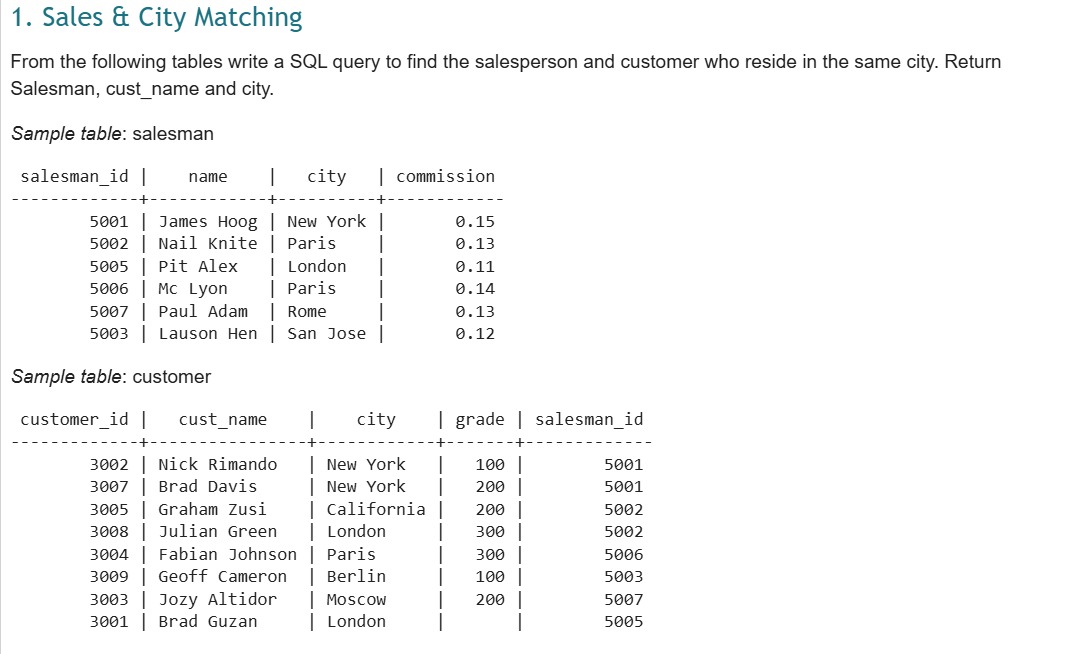 1. Sales & City Matching
From the following tables write a SQL query to find the salesperson and customer who reside in the same city. Return
Salesman, cust_name and city.
Sample table: salesman
salesman_id |    name    |   city   | commission
-------------+------------+----------+------------
5001 | James Hoog | New York |       0.15
5002 | Nail Knite | Paris    |       0.13
5005 | Pit Alex   | London   |       0.11
5006 | Mc Lyon    | Paris    |       0.14
5007 | Paul Adam  | Rome     |       0.13
5003 | Lauson Hen | San Jose |       0.12
Sample table: customer
customer_id |   cust_name    |    city    | grade | salesman_id
-------------+----------------+------------+-------+-------------
3002 | Nick Rimando   | New York   |   100 |        5001
3007 | Brad Davis     | New York   |   200 |        5001
3005 | Graham Zusi    | California |   200 |        5002
3008 | Julian Green   | London     |   300 |        5002
3004 | Fabian Johnson | Paris      |   300 |        5006
3009 | Geoff Cameron  | Berlin     |   100 |        5003
3003 | Jozy Altidor   | Moscow     |   200 |        5007
3001 | Brad Guzan     | London     |       |        5005